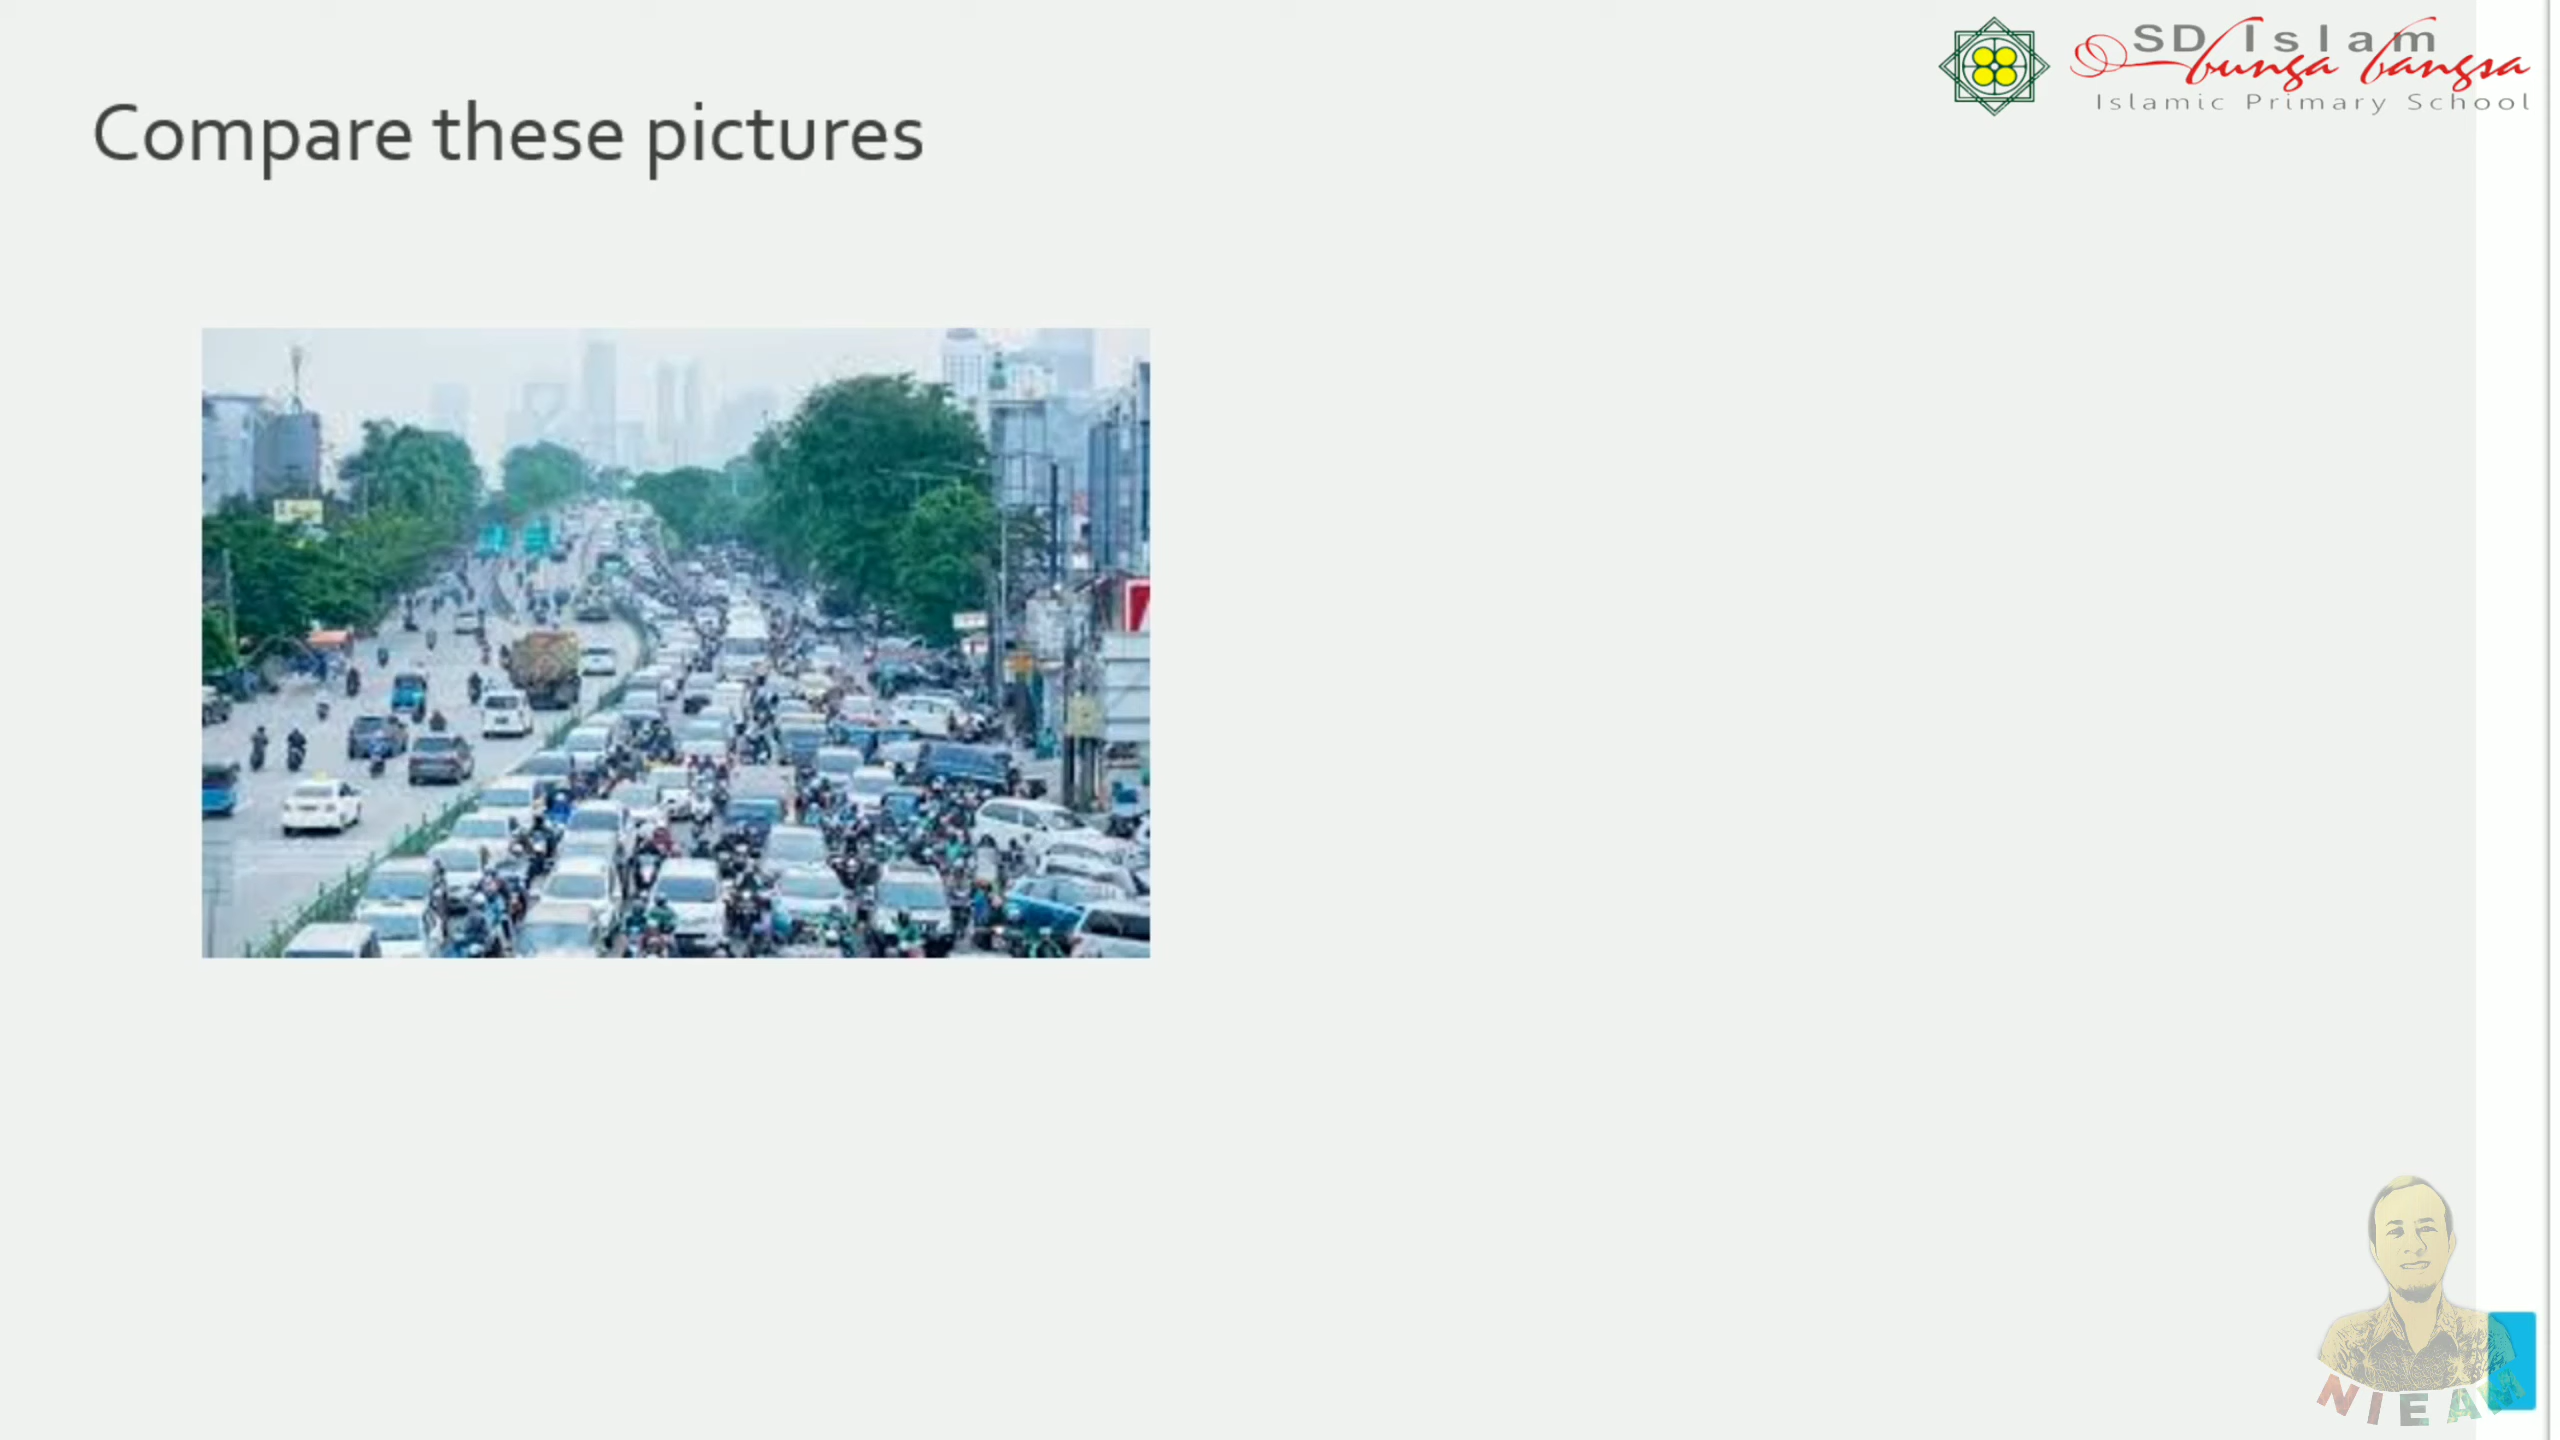 SD Islam
bunga bangsa
Islamic Primary School
Compare these pictures